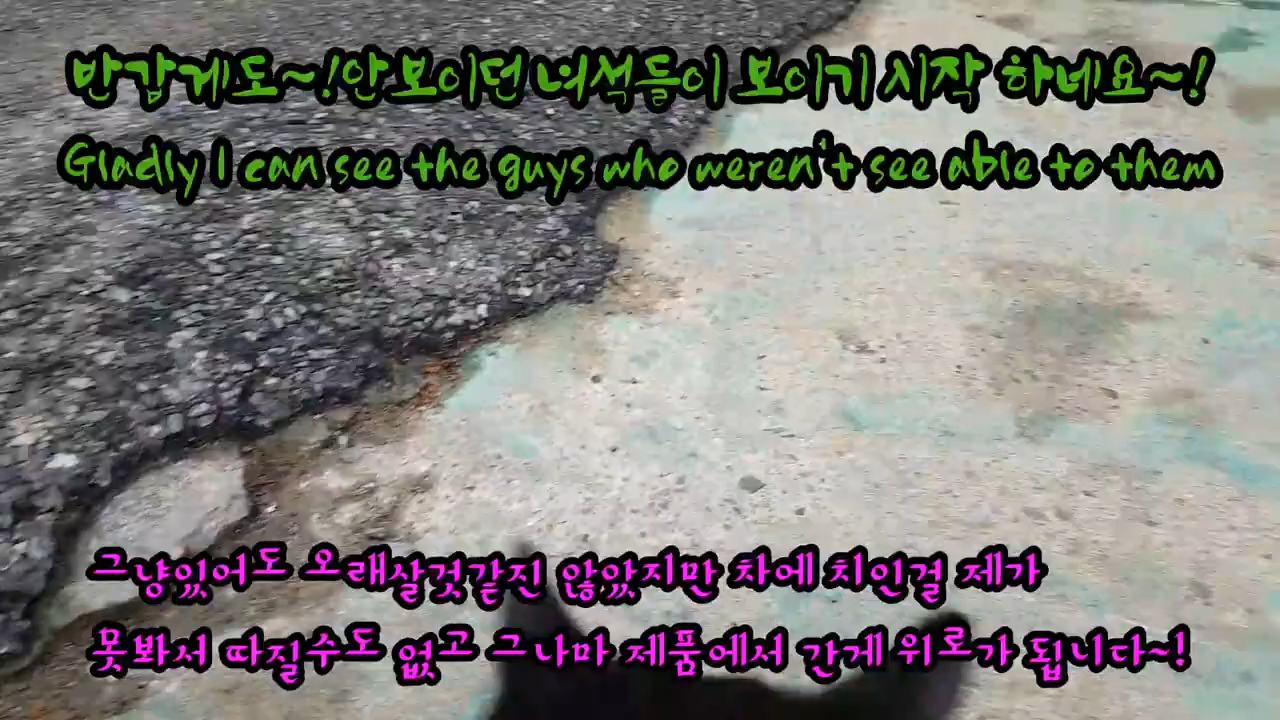 반갑게도~!안보이던 녀석들이 보이기 시작 하네요~!
Gladly I can see the guys who weren't see able to them
그냥있어도 오래살것같진 않았지만 차에 치인걸 제가
못봐서 따질수도 없고 그나마 제품에서 간게 위로가 됩니다~!